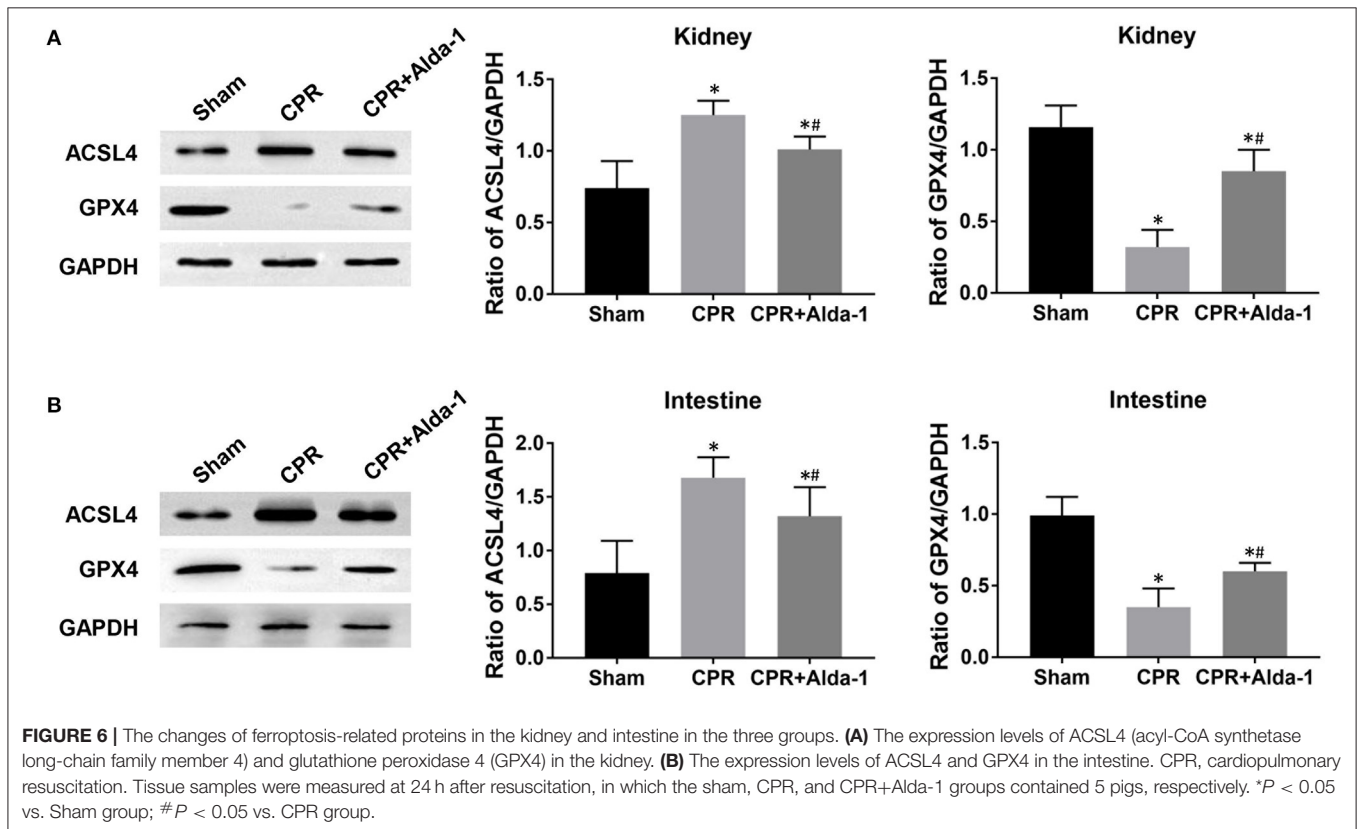 A
Sham
CPR
CPR+Alda-1
ACSL4
GPX4
GAPDH
Kidney
Ratio of ACSL4/GAPDH
1.5
1.0
0.5
0.0
*
*#
Sham
CPR
CPR+Alda-1
Kidney
Ratio of GPX4/GAPDH
1.5
1.0
0.5
0.0
*
*#
Sham
CPR
CPR+Alda-1
B
Sham
CPR
CPR+Alda-1
ACSL4
GPX4
GAPDH
Intestine
Ratio of ACSL4/GAPDH
2.0
1.5
1.0
0.5
0.0
*
*#
Sham
CPR
CPR+Alda-1
Intestine
Ratio of GPX4/GAPDH
1.5
1.0
0.5
0.0
*
*#
Sham
CPR
CPR+Alda-1
FIGURE 6 | The changes of ferroptosis-related proteins in the kidney and intestine in the three groups. (A) The expression levels of ACSL4 (acyl-CoA synthetase
long-chain family member 4) and glutathione peroxidase 4 (GPX4) in the kidney. (B) The expression levels of ACSL4 and GPX4 in the intestine. CPR, cardiopulmonary
resuscitation. Tissue samples were measured at 24 h after resuscitation, in which the sham, CPR, and CPR+Alda-1 groups contained 5 pigs, respectively. *P < 0.05
vs. Sham group; #P < 0.05 vs. CPR group.